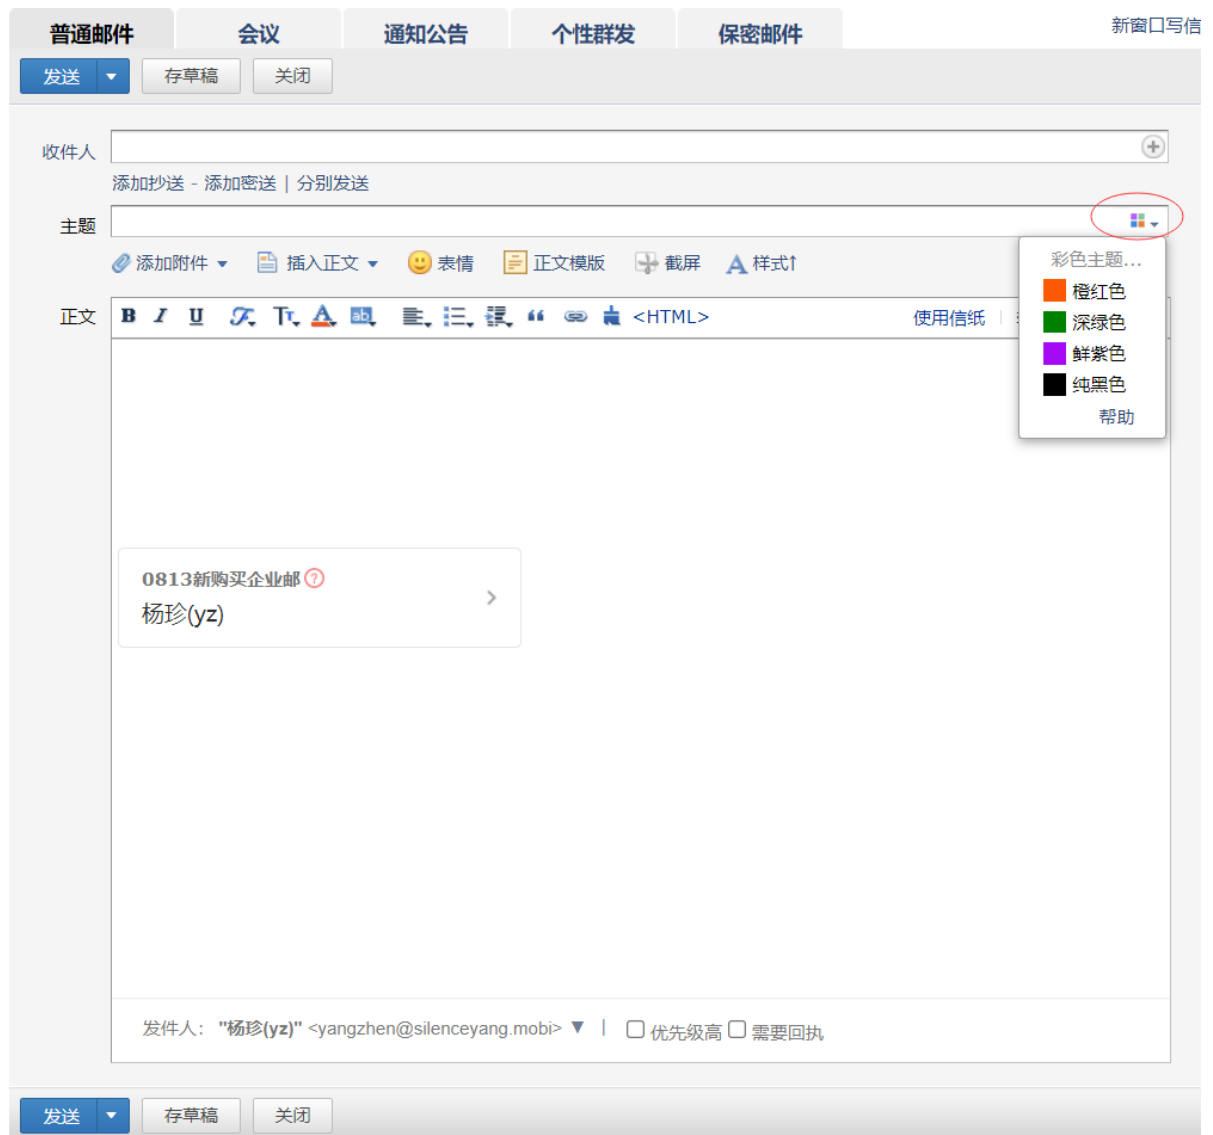 普通邮件 会议 通知公告 个性群发 保密邮件 新窗口写信
发送 存草稿 关闭
收件人
添加抄送 - 添加密送 | 分别发送
主题
添加附件 插入正文 表情 正文模版 截屏 样式↑
彩色主题...
橙红色
深绿色
鲜紫色
纯黑色
帮助
正文 B I U <HTML> 使用信纸
0813新购买企业邮
杨珍(yz)
发件人： "杨珍(yz)" <yangzhen@silenceyang.mobi> ▼ | 优先级高 需要回执
发送 存草稿 关闭